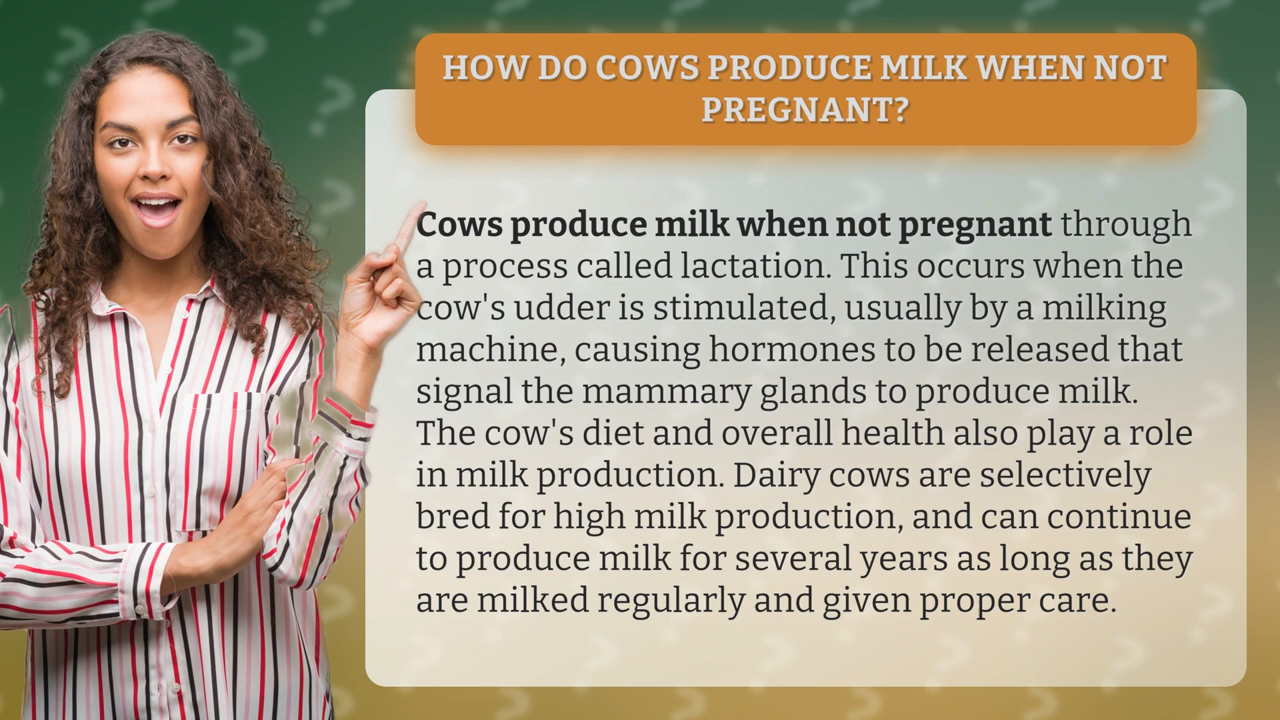 HOW DO COWS PRODUCE MILK WHEN NOT
PREGNANT?
Cows produce milk when not pregnant through
a process called lactation. This occurs when the
cow's udder is stimulated, usually by a milking
machine, causing hormones to be released that
signal the mammary glands to produce milk.
The cow's diet and overall health also play a role
in milk production. Dairy cows are selectively
bred for high milk production, and can continue
to produce milk for several years as long as they
are milked regularly and given proper care.